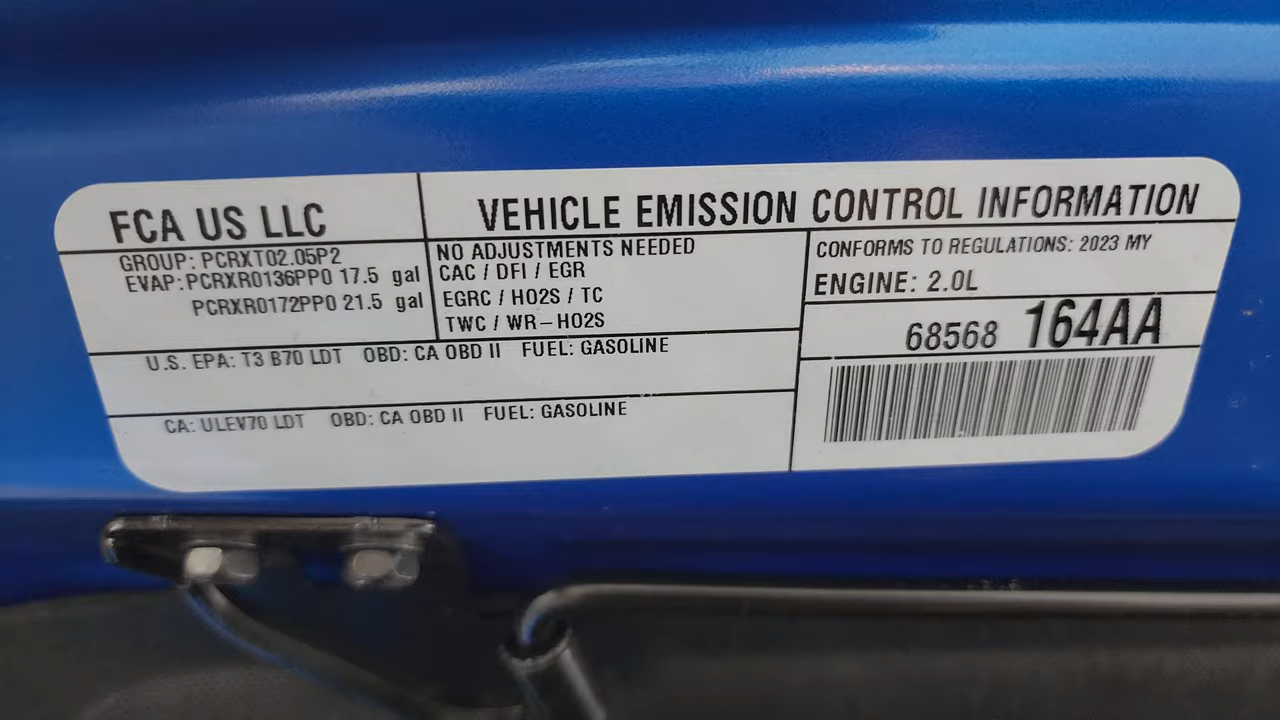 FCA US LLC
VEHICLE EMISSION CONTROL INFORMATION
GROUP: PCRXT02.05P2
EVAP: PCRXR0136PP0 17.5 gal
PCRXR0172PP0 21.5 gal
NO ADJUSTMENTS NEEDED
CAC / DFI / EGR
EGRC / HO2S / TC
TWC / WR-HO2S
CONFORMS TO REGULATIONS: 2023 MY
ENGINE: 2.0L
68568 164AA
U.S. EPA: T3 B70 LDT OBD: CA OBD II FUEL: GASOLINE
CA: ULEV70 LDT OBD: CA OBD II FUEL: GASOLINE